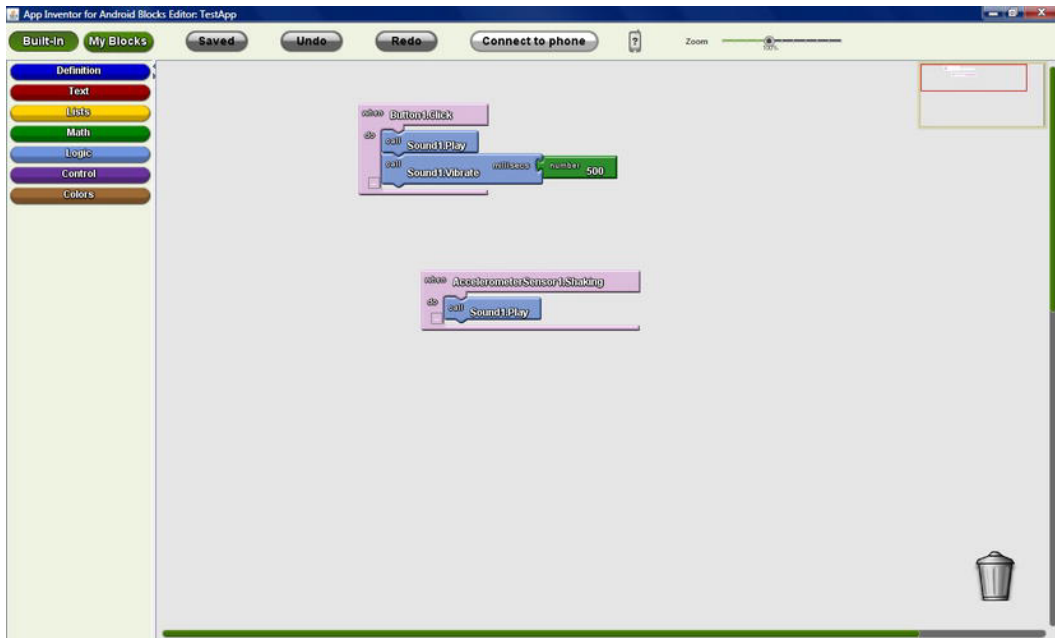 App Inventor for Android Blocks Editor: TestApp
Built-In My Blocks Saved Undo Redo Connect to phone ? Zoom 100%
Definition
Text
Lists
Math
Logic
Control
Colors
when Button1.Click
do call Sound1.Play
call Sound1.Vibrate millisecs number 500
when AccelerometerSensor1.Shaking
do call Sound1.Play